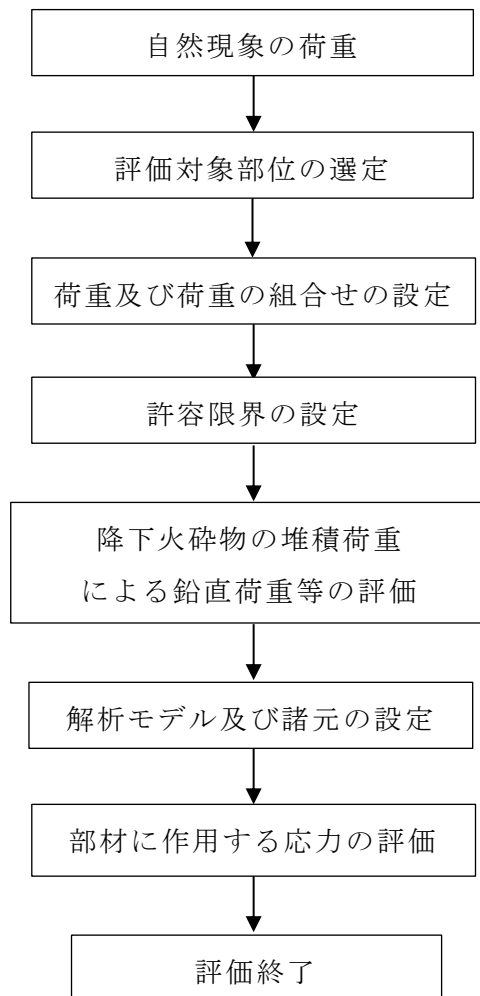 自然現象の荷重
評価対象部位の選定
荷重及び荷重の組合せの設定
許容限界の設定
降下火砕物の堆積荷重
による鉛直荷重等の評価
解析モデル及び諸元の設定
部材に作用する応力の評価
評価終了